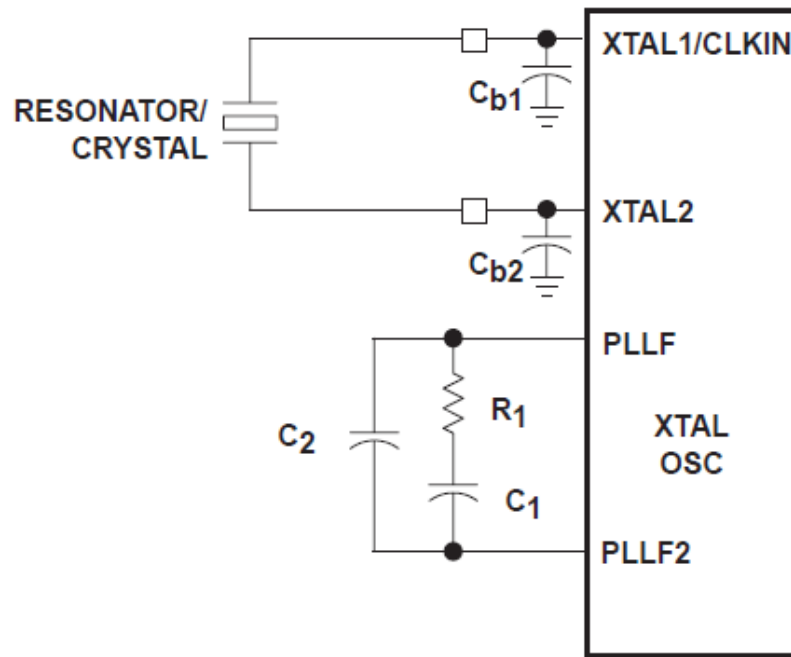 XTAL1/CLKIN
Cb1
RESONATOR/
CRYSTAL
XTAL2
Cb2
PLLF
R1
C2
XTAL
OSC
C1
PLLF2